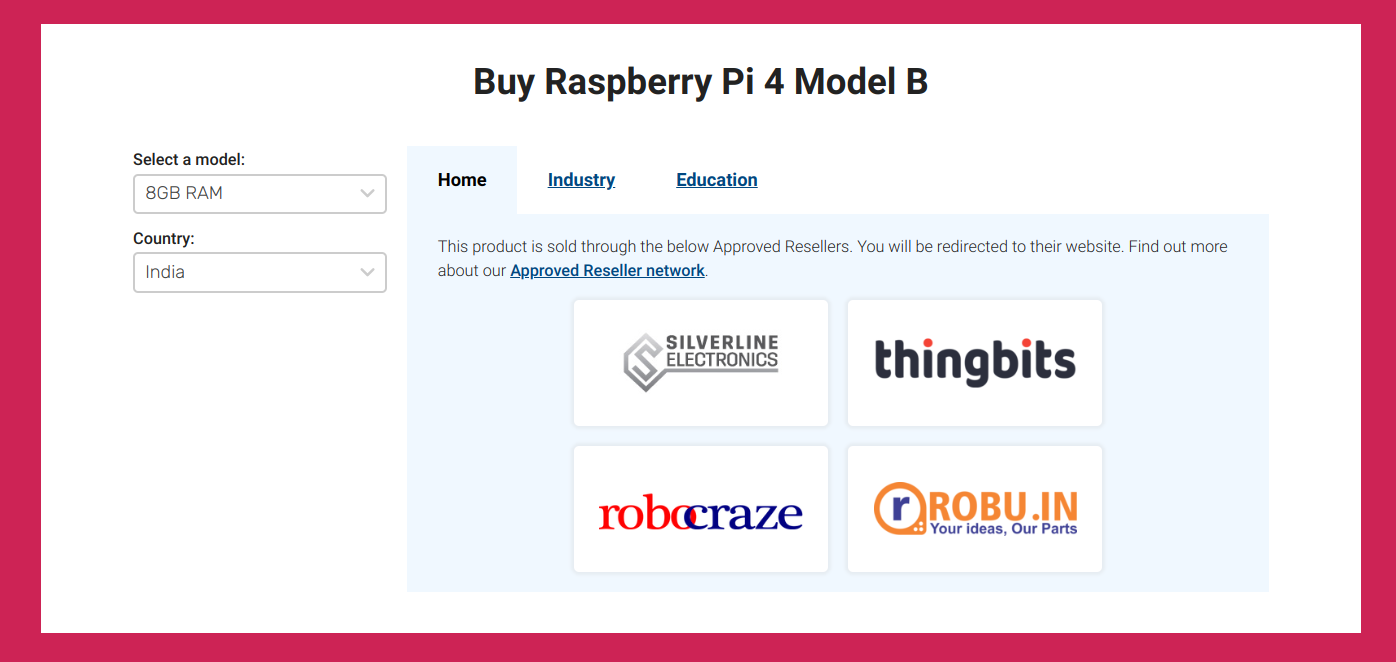 Buy Raspberry Pi 4 Model B
Select a model:
8GB RAM
Country:
India
Home
Industry
Education
This product is sold through the below Approved Resellers. You will be redirected to their website. Find out more
about our Approved Reseller network.
SILVERLINE
ELECTRONICS
thingbits
robocraze
r ROBU.IN
Your ideas, Our Parts